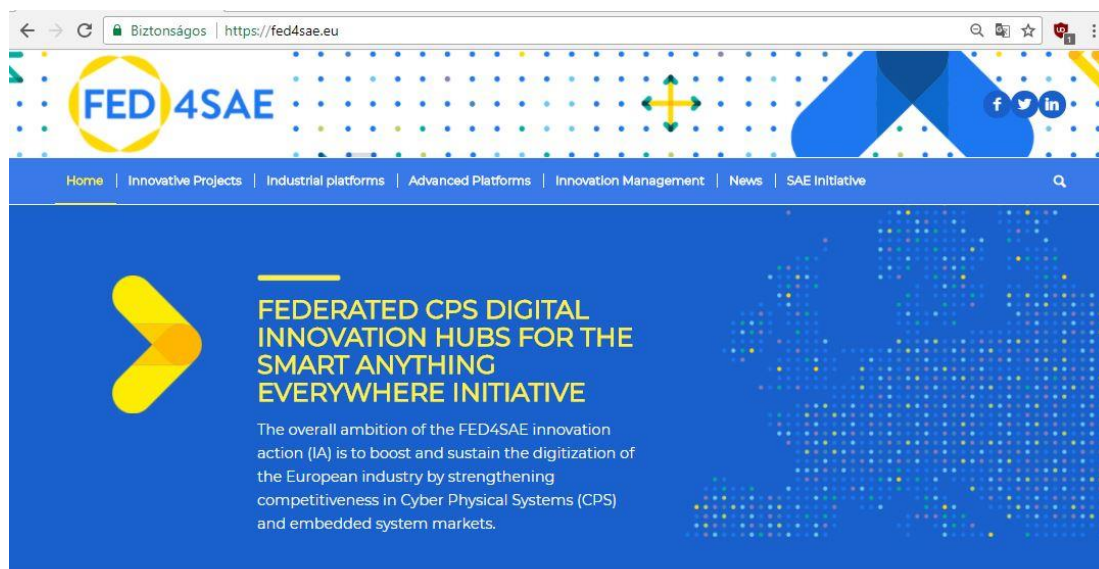 Biztonságos | https://fed4sae.eu
FED 4SAE
f in
Home | Innovative Projects | Industrial platforms | Advanced Platforms | Innovation Management | News | SAE Initiative
FEDERATED CPS DIGITAL
INNOVATION HUBS FOR THE
SMART ANYTHING
EVERYWHERE INITIATIVE
The overall ambition of the FED4SAE innovation
action (IA) is to boost and sustain the digitization of
the European industry by strengthening
competitiveness in Cyber Physical Systems (CPS)
and embedded system markets.